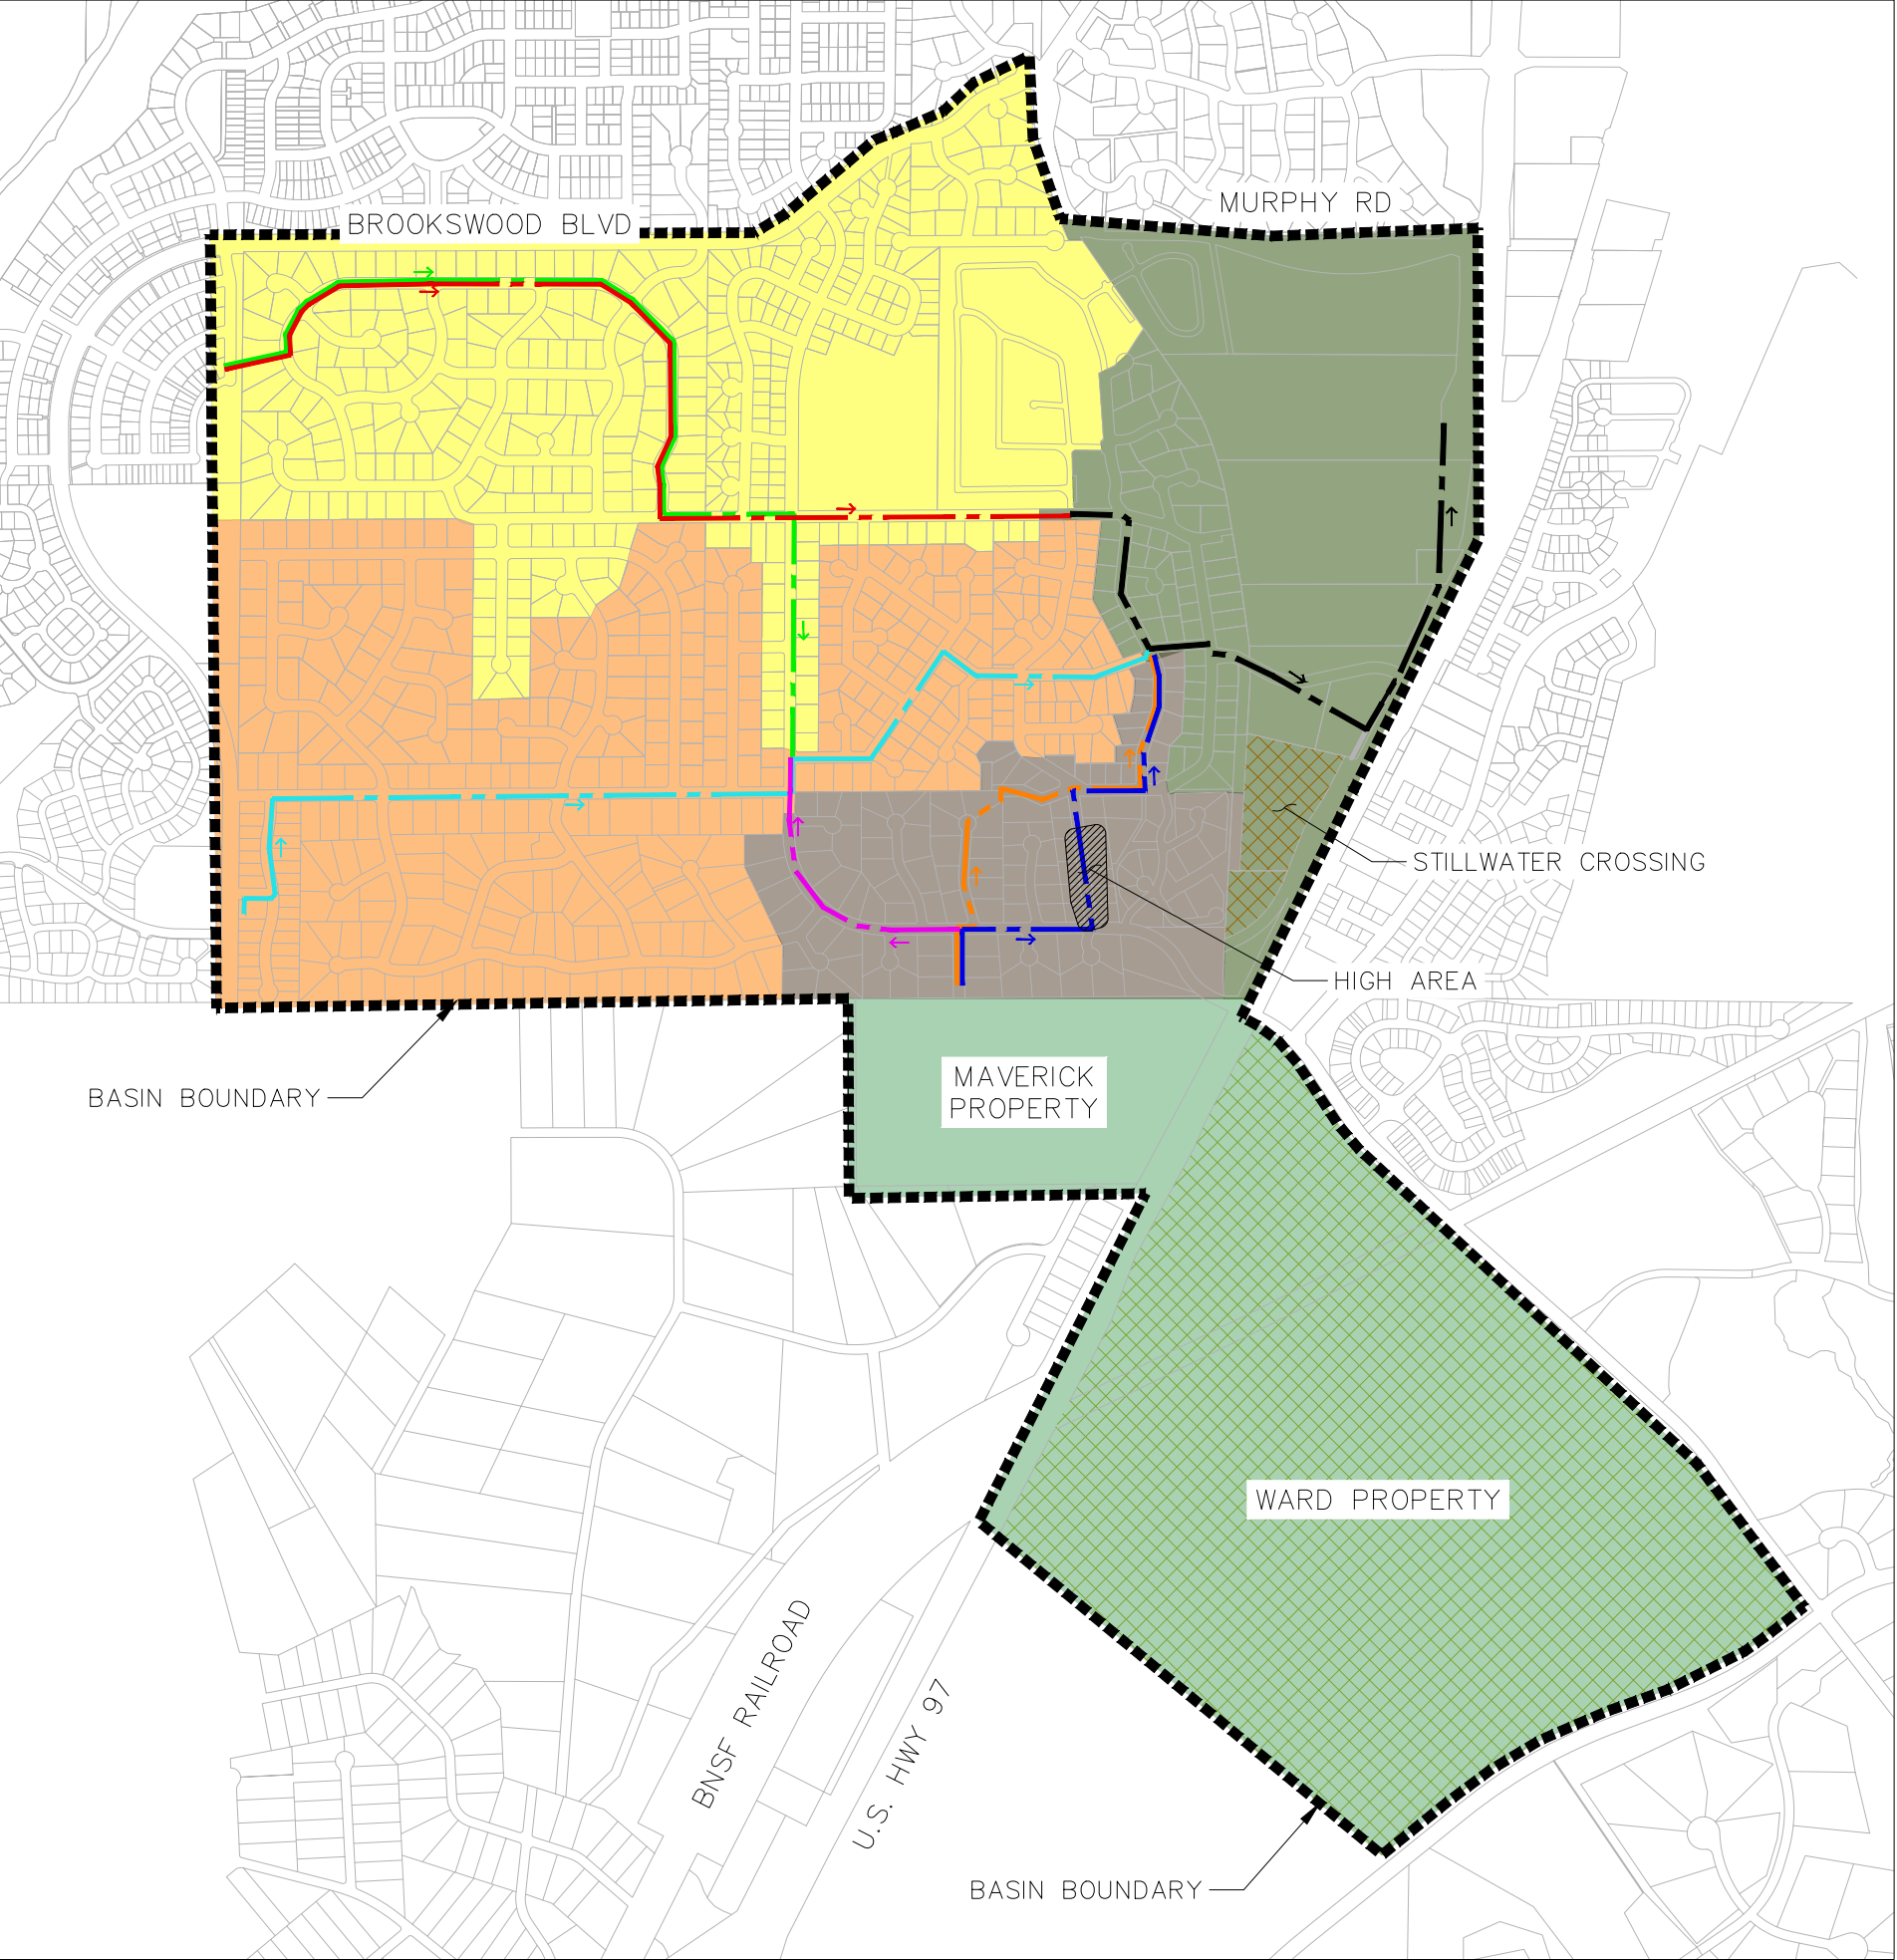 MURPHY RD
BROOKSWOOD BLVD
STILLWATER CROSSING
HIGH AREA
MAVERICK
PROPERTY
BASIN BOUNDARY
WARD PROPERTY
BNSF RAILROAD
U.S. HWY 97
BASIN BOUNDARY